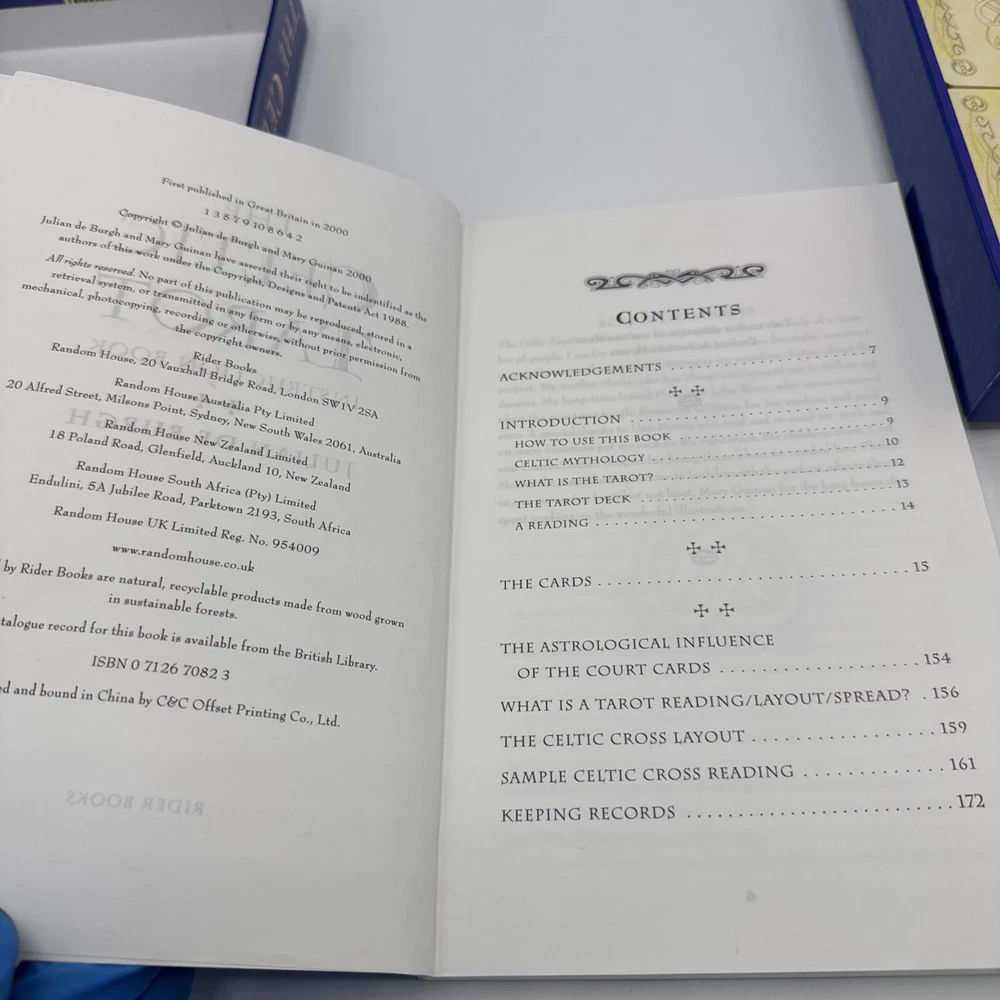 First published in Great Britain in 2000
1 3 5 7 9 10 8 6 4 2
Copyright © Julian de Burgh and Mary Guinan 2000
Julian de Burgh and Mary Guinan have asserted their right to be indentified as the
authors of this work under the Copyright, Designs and Patents Act 1988.
All rights reserved. No part of this publication may be reproduced, stored in a
retrieval system, or transmitted in any form or by any means, electronic,
mechanical, photocopying, recording or otherwise, without prior permission from
the copyright owners.
Rider Books
Random House, 20 Vauxhall Bridge Road, London SW1V 2SA
Random House Australia Pty Limited
20 Alfred Street, Milsons Point, Sydney, New South Wales 2061, Australia
Random House New Zealand Limited
18 Poland Road, Glenfield, Auckland 10, New Zealand
Random House South Africa (Pty) Limited
Endulini, 5A Jubilee Road, Parktown 2193, South Africa
Random House UK Limited Reg. No. 954009
www.randomhouse.co.uk
by Rider Books are natural, recyclable products made from wood grown
in sustainable forests.
record for this book is available from the British Library.
ISBN 0 7126 7082 3
and bound in China by C&C Offset Printing Co., Ltd.
CONTENTS
ACKNOWLEDGEMENTS 7
INTRODUCTION 9
HOW TO USE THIS BOOK 9
CELTIC MYTHOLOGY 10
WHAT IS THE TAROT? 12
THE TAROT DECK 13
A READING 14
THE CARDS 15
THE ASTROLOGICAL INFLUENCE
OF THE COURT CARDS 154
WHAT IS A TAROT READING/LAYOUT/SPREAD? 156
THE CELTIC CROSS LAYOUT 159
SAMPLE CELTIC CROSS READING 161
KEEPING RECORDS 172